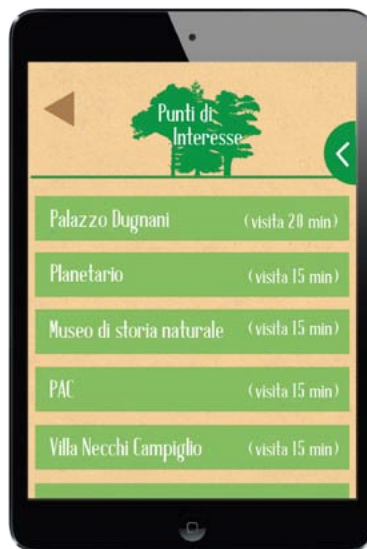 Punti di
Interesse
Palazzo Dugnani (visita 20 min)
Planetario (visita 15 min)
Museo di storia naturale (visita 15 min)
PAC (visita 15 min)
Villa Necchi Campiglio (visita 15 min)